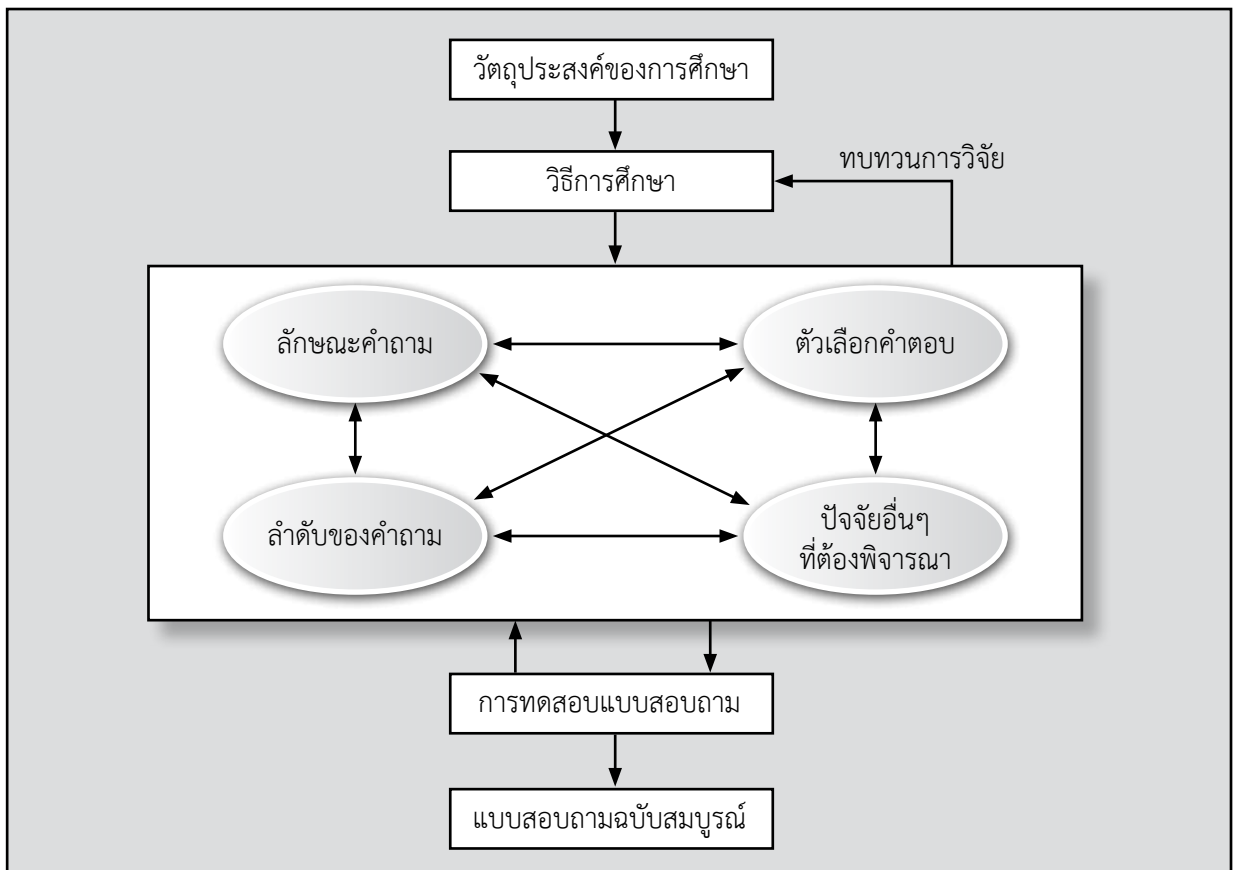 วัตถุประสงค์ของการศึกษา
วิธีการศึกษา
ทบทวนการวิจัย
ลักษณะคำถาม
ตัวเลือกคำตอบ
ลำดับของคำถาม
ปัจจัยอื่นๆ
ที่ต้องพิจารณา
การทดสอบแบบสอบถาม
แบบสอบถามฉบับสมบูรณ์